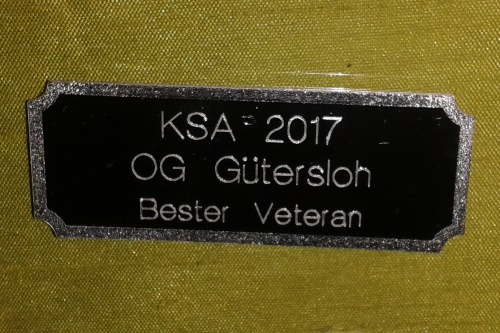 KSA 2017
OG Gütersloh
Bester Veteran